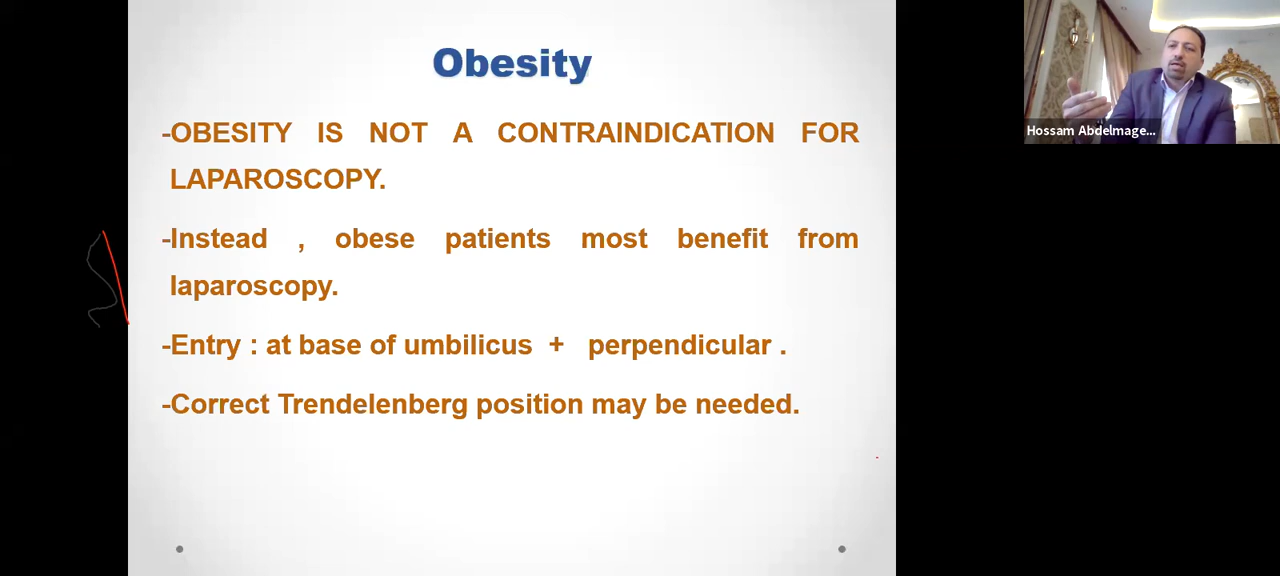 Obesity
-OBESITY IS NOT A CONTRAINDICATION FOR
LAPAROSCOPY.
-Instead , obese patients most benefit from
laparoscopy.
-Entry : at base of umbilicus + perpendicular .
-Correct Trendelenberg position may be needed.
Hossam Abdelmage...